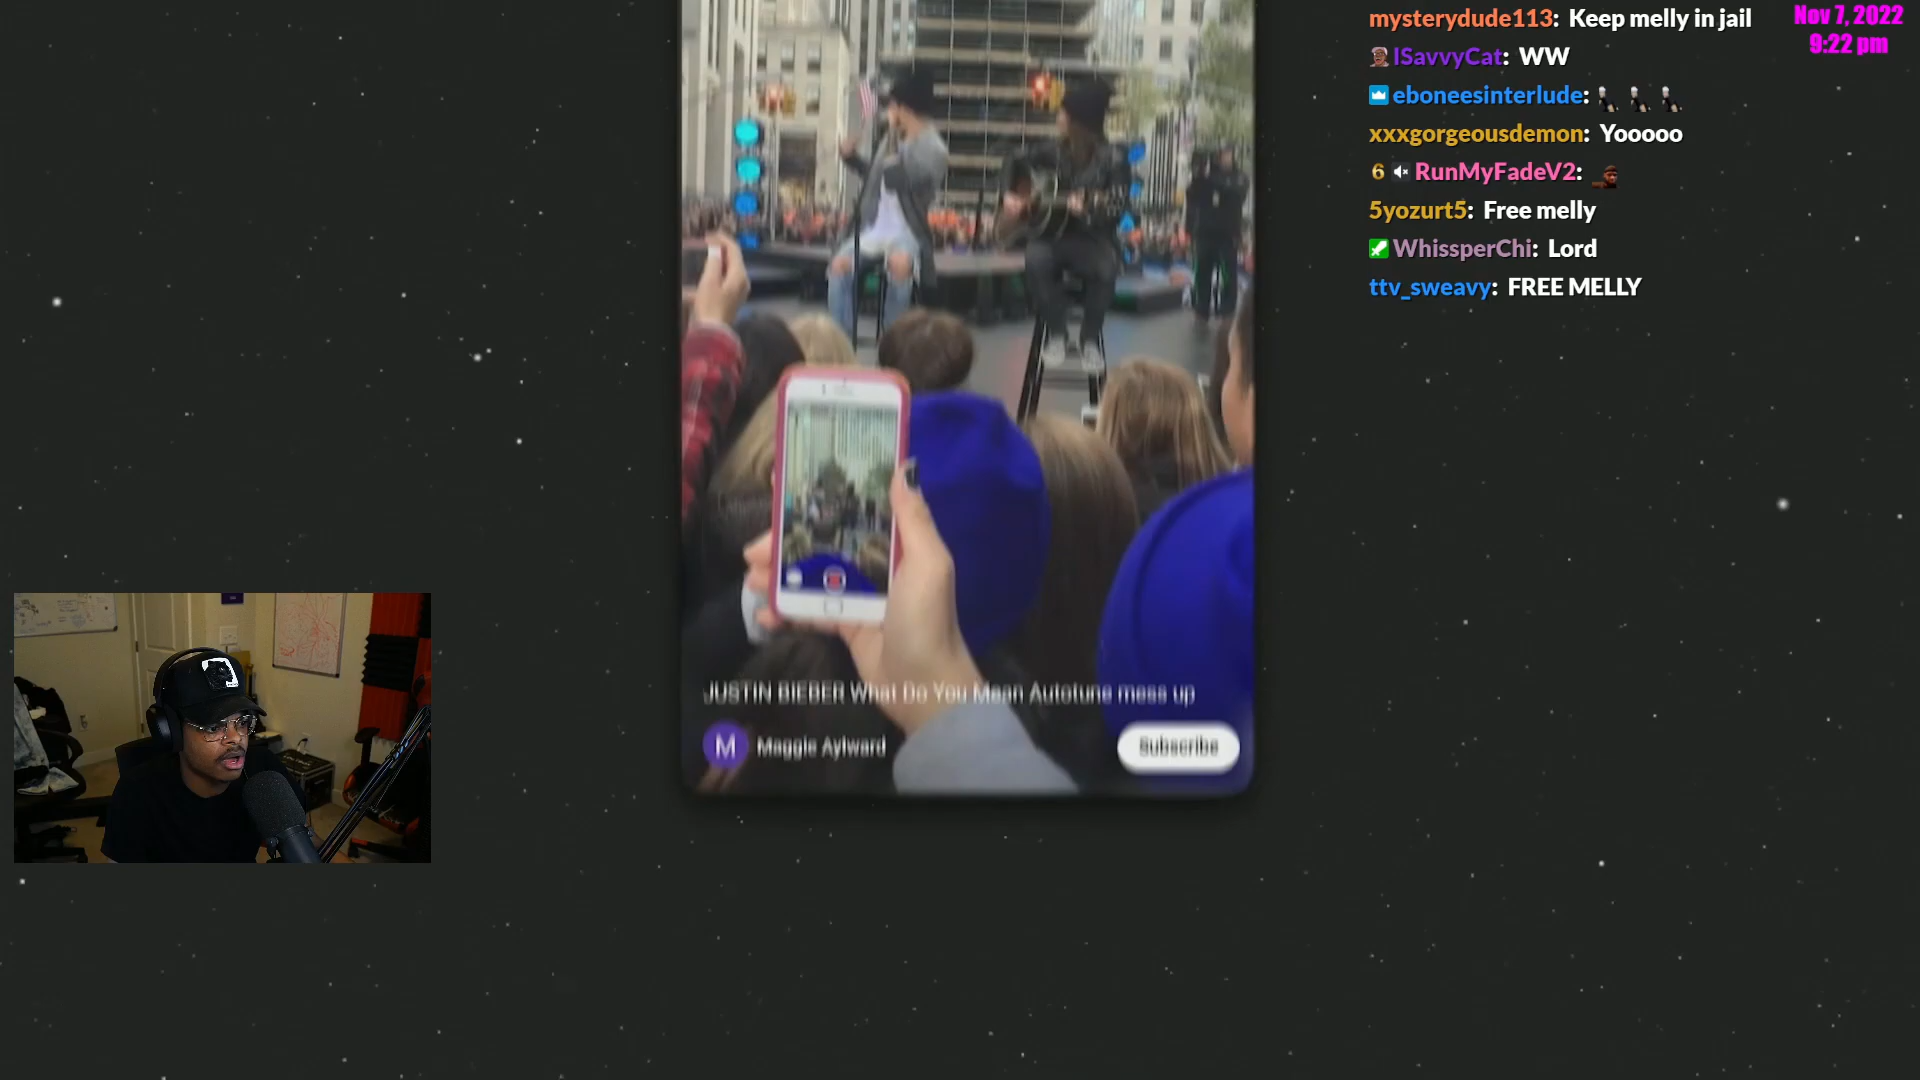 mysterydude113: Keep melly in jail
Nov 7, 2022
9:22 pm
ISavvyCat: WW
eboneesinterlude:
xxxgorgeousdemon: Yooooo
6 RunMyFadeV2:
5yozurt5: Free melly
WhissperChi: Lord
ttv_sweavy: FREE MELLY
JUSTIN BIEBER What Do You Mean Autotune mess up
M Maggie Aylward
Subscribe